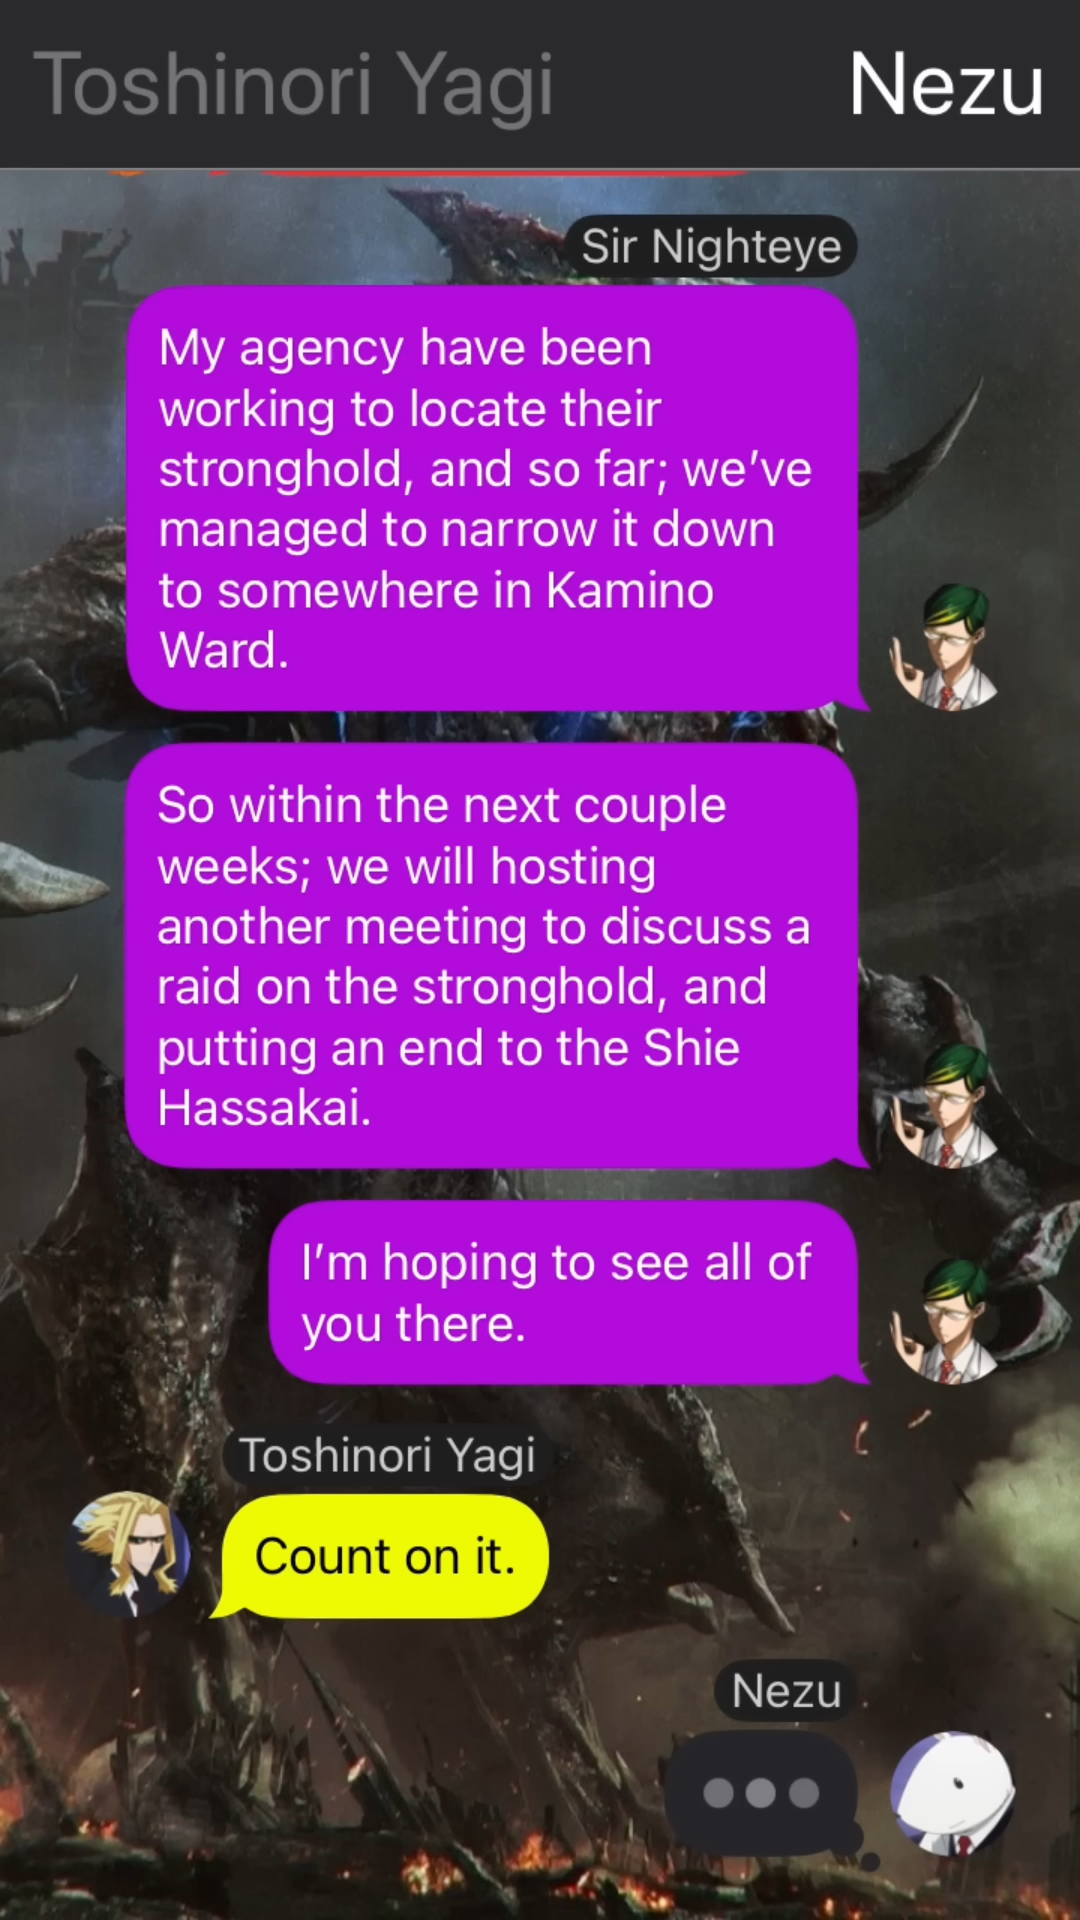 Toshinori Yagi
Nezu
Sir Nighteye
My agency have been
working to locate their
stronghold, and so far; we’ve
managed to narrow it down
to somewhere in Kamino
Ward.
So within the next couple
weeks; we will hosting
another meeting to discuss a
raid on the stronghold, and
putting an end to the Shie
Hassakai.
I’m hoping to see all of
you there.
Toshinori Yagi
Count on it.
Nezu